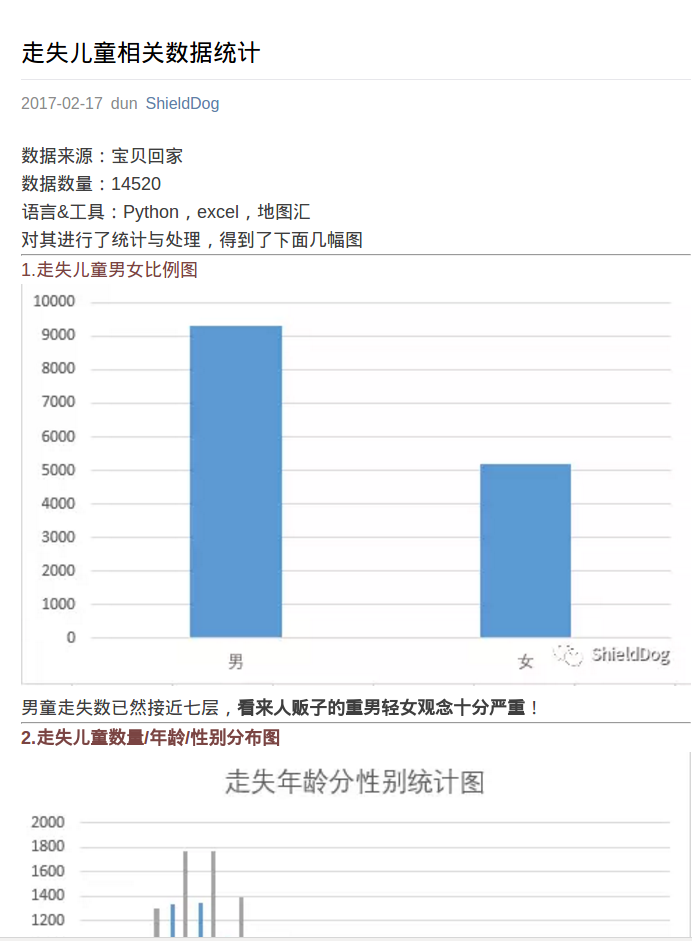 走失儿童相关数据统计
2017-02-17 dun ShieldDog
数据来源：宝贝回家
数据数量：14520
语言&工具：Python，excel，地图汇
对其进行了统计与处理，得到了下面几幅图
1.走失儿童男女比例图
10000
9000
8000
7000
6000
5000
4000
3000
2000
1000
0
男 女
ShieldDog
男童走失数已然接近七层，看来人贩子的重男轻女观念十分严重！
2.走失儿童数量/年龄/性别分布图
走失年龄分性别统计图
2000
1800
1600
1400
1200